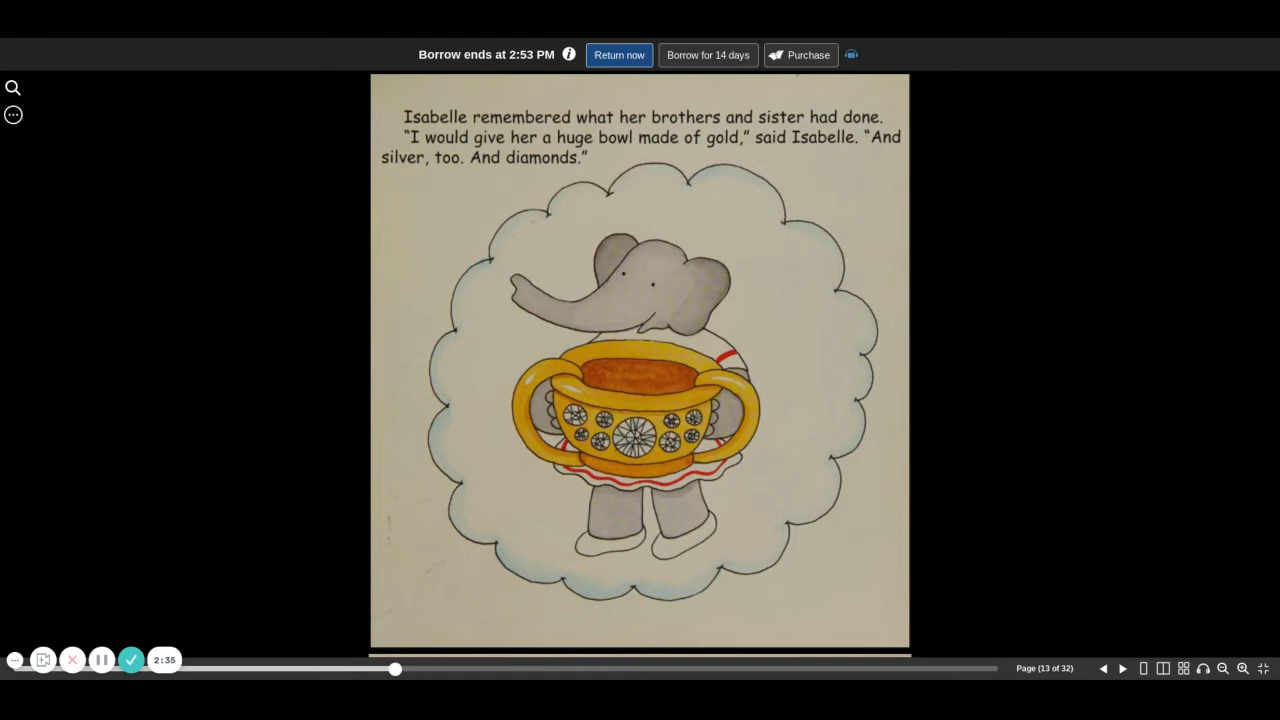 Borrow ends at 2:53 PM i Return now Borrow for 14 days Purchase
Isabelle remembered what her brothers and sister had done.
“I would give her a huge bowl made of gold,” said Isabelle. “And
silver, too. And diamonds.”
2:35
Page (13 of 32)